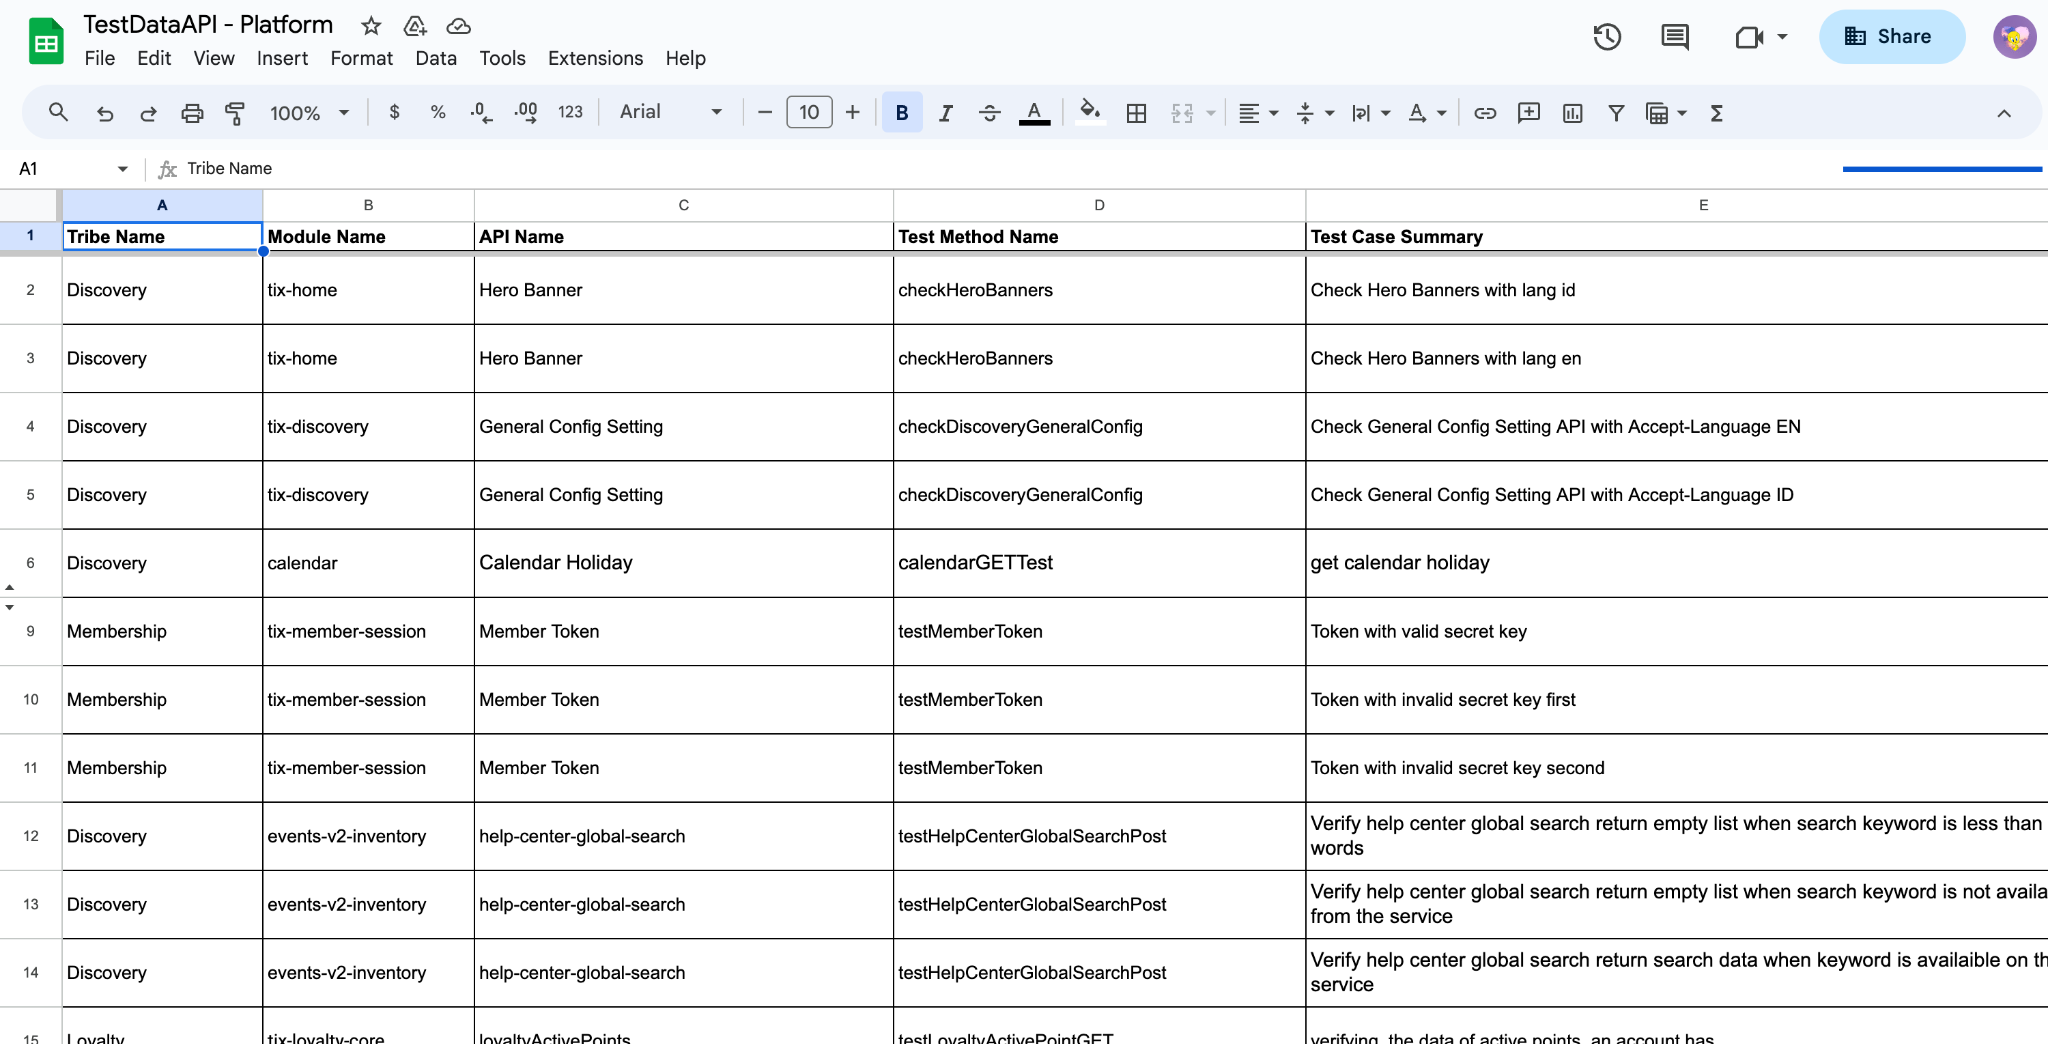 TestDataAPI - Platform
File Edit View Insert Format Data Tools Extensions Help
Share
100% $ % .0 .00 123 Arial 10 B I A A Σ
A1 fx Tribe Name
A B C D E
1 Tribe Name Module Name API Name Test Method Name Test Case Summary
2 Discovery tix-home Hero Banner checkHeroBanners Check Hero Banners with lang id
3 Discovery tix-home Hero Banner checkHeroBanners Check Hero Banners with lang en
4 Discovery tix-discovery General Config Setting checkDiscoveryGeneralConfig Check General Config Setting API with Accept-Language EN
5 Discovery tix-discovery General Config Setting checkDiscoveryGeneralConfig Check General Config Setting API with Accept-Language ID
6 Discovery calendar Calendar Holiday calendarGETTest get calendar holiday
9 Membership tix-member-session Member Token testMemberToken Token with valid secret key
10 Membership tix-member-session Member Token testMemberToken Token with invalid secret key first
11 Membership tix-member-session Member Token testMemberToken Token with invalid secret key second
12 Discovery events-v2-inventory help-center-global-search testHelpCenterGlobalSearchPost Verify help center global search return empty list when search keyword is less than
words
13 Discovery events-v2-inventory help-center-global-search testHelpCenterGlobalSearchPost Verify help center global search return empty list when search keyword is not availa
from the service
14 Discovery events-v2-inventory help-center-global-search testHelpCenterGlobalSearchPost Verify help center global search return search data when keyword is availaible on th
service
15 Loyalty tix-loyalty-core loyaltyActivePoints testLoyaltyActivePointGET verifying the data of active points an account has